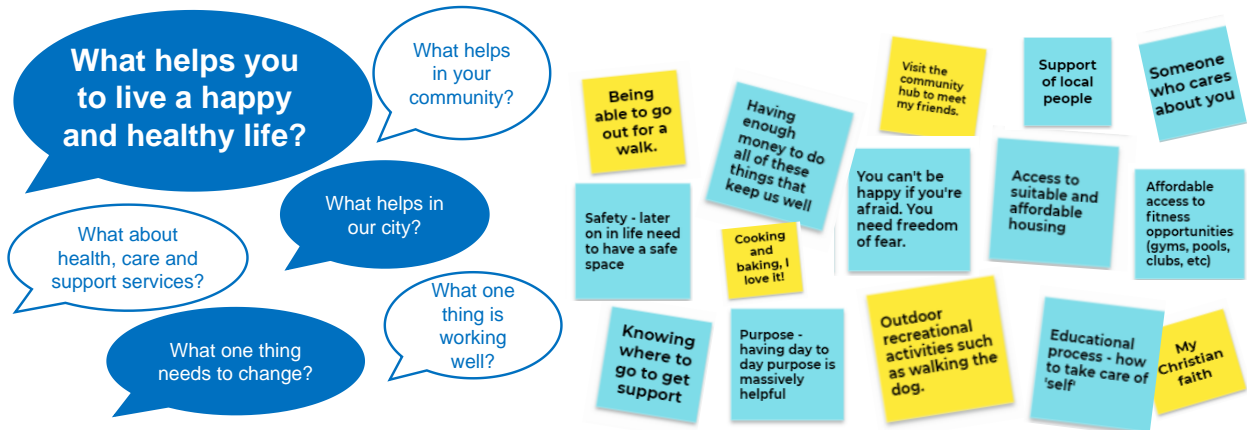 What helps you
to live a happy
and healthy life?
What helps
in your
community?
What helps in
our city?
What about
health, care and
support services?
What one
thing is
working
well?
What one thing
needs to change?
Being
able to go
out for a
walk.
Having
enough
money to do
all of these
things that
keep us well
Visit the
community
hub to meet
my friends.
Support
of local
people
Someone
who cares
about you
Safety - later
on in life need
to have a safe
space
Cooking
and
baking, I
love it!
You can't be
happy if you're
afraid. You
need freedom
of fear.
Access to
suitable and
affordable
housing
Affordable
access to
fitness
opportunities
(gyms, pools,
clubs, etc)
Knowing
where to
go to get
support
Purpose -
having day to
day purpose is
massively
helpful
Outdoor
recreational
activities such
as walking the
dog.
Educational
process - how
to take care of
'self'
My
Christian
faith